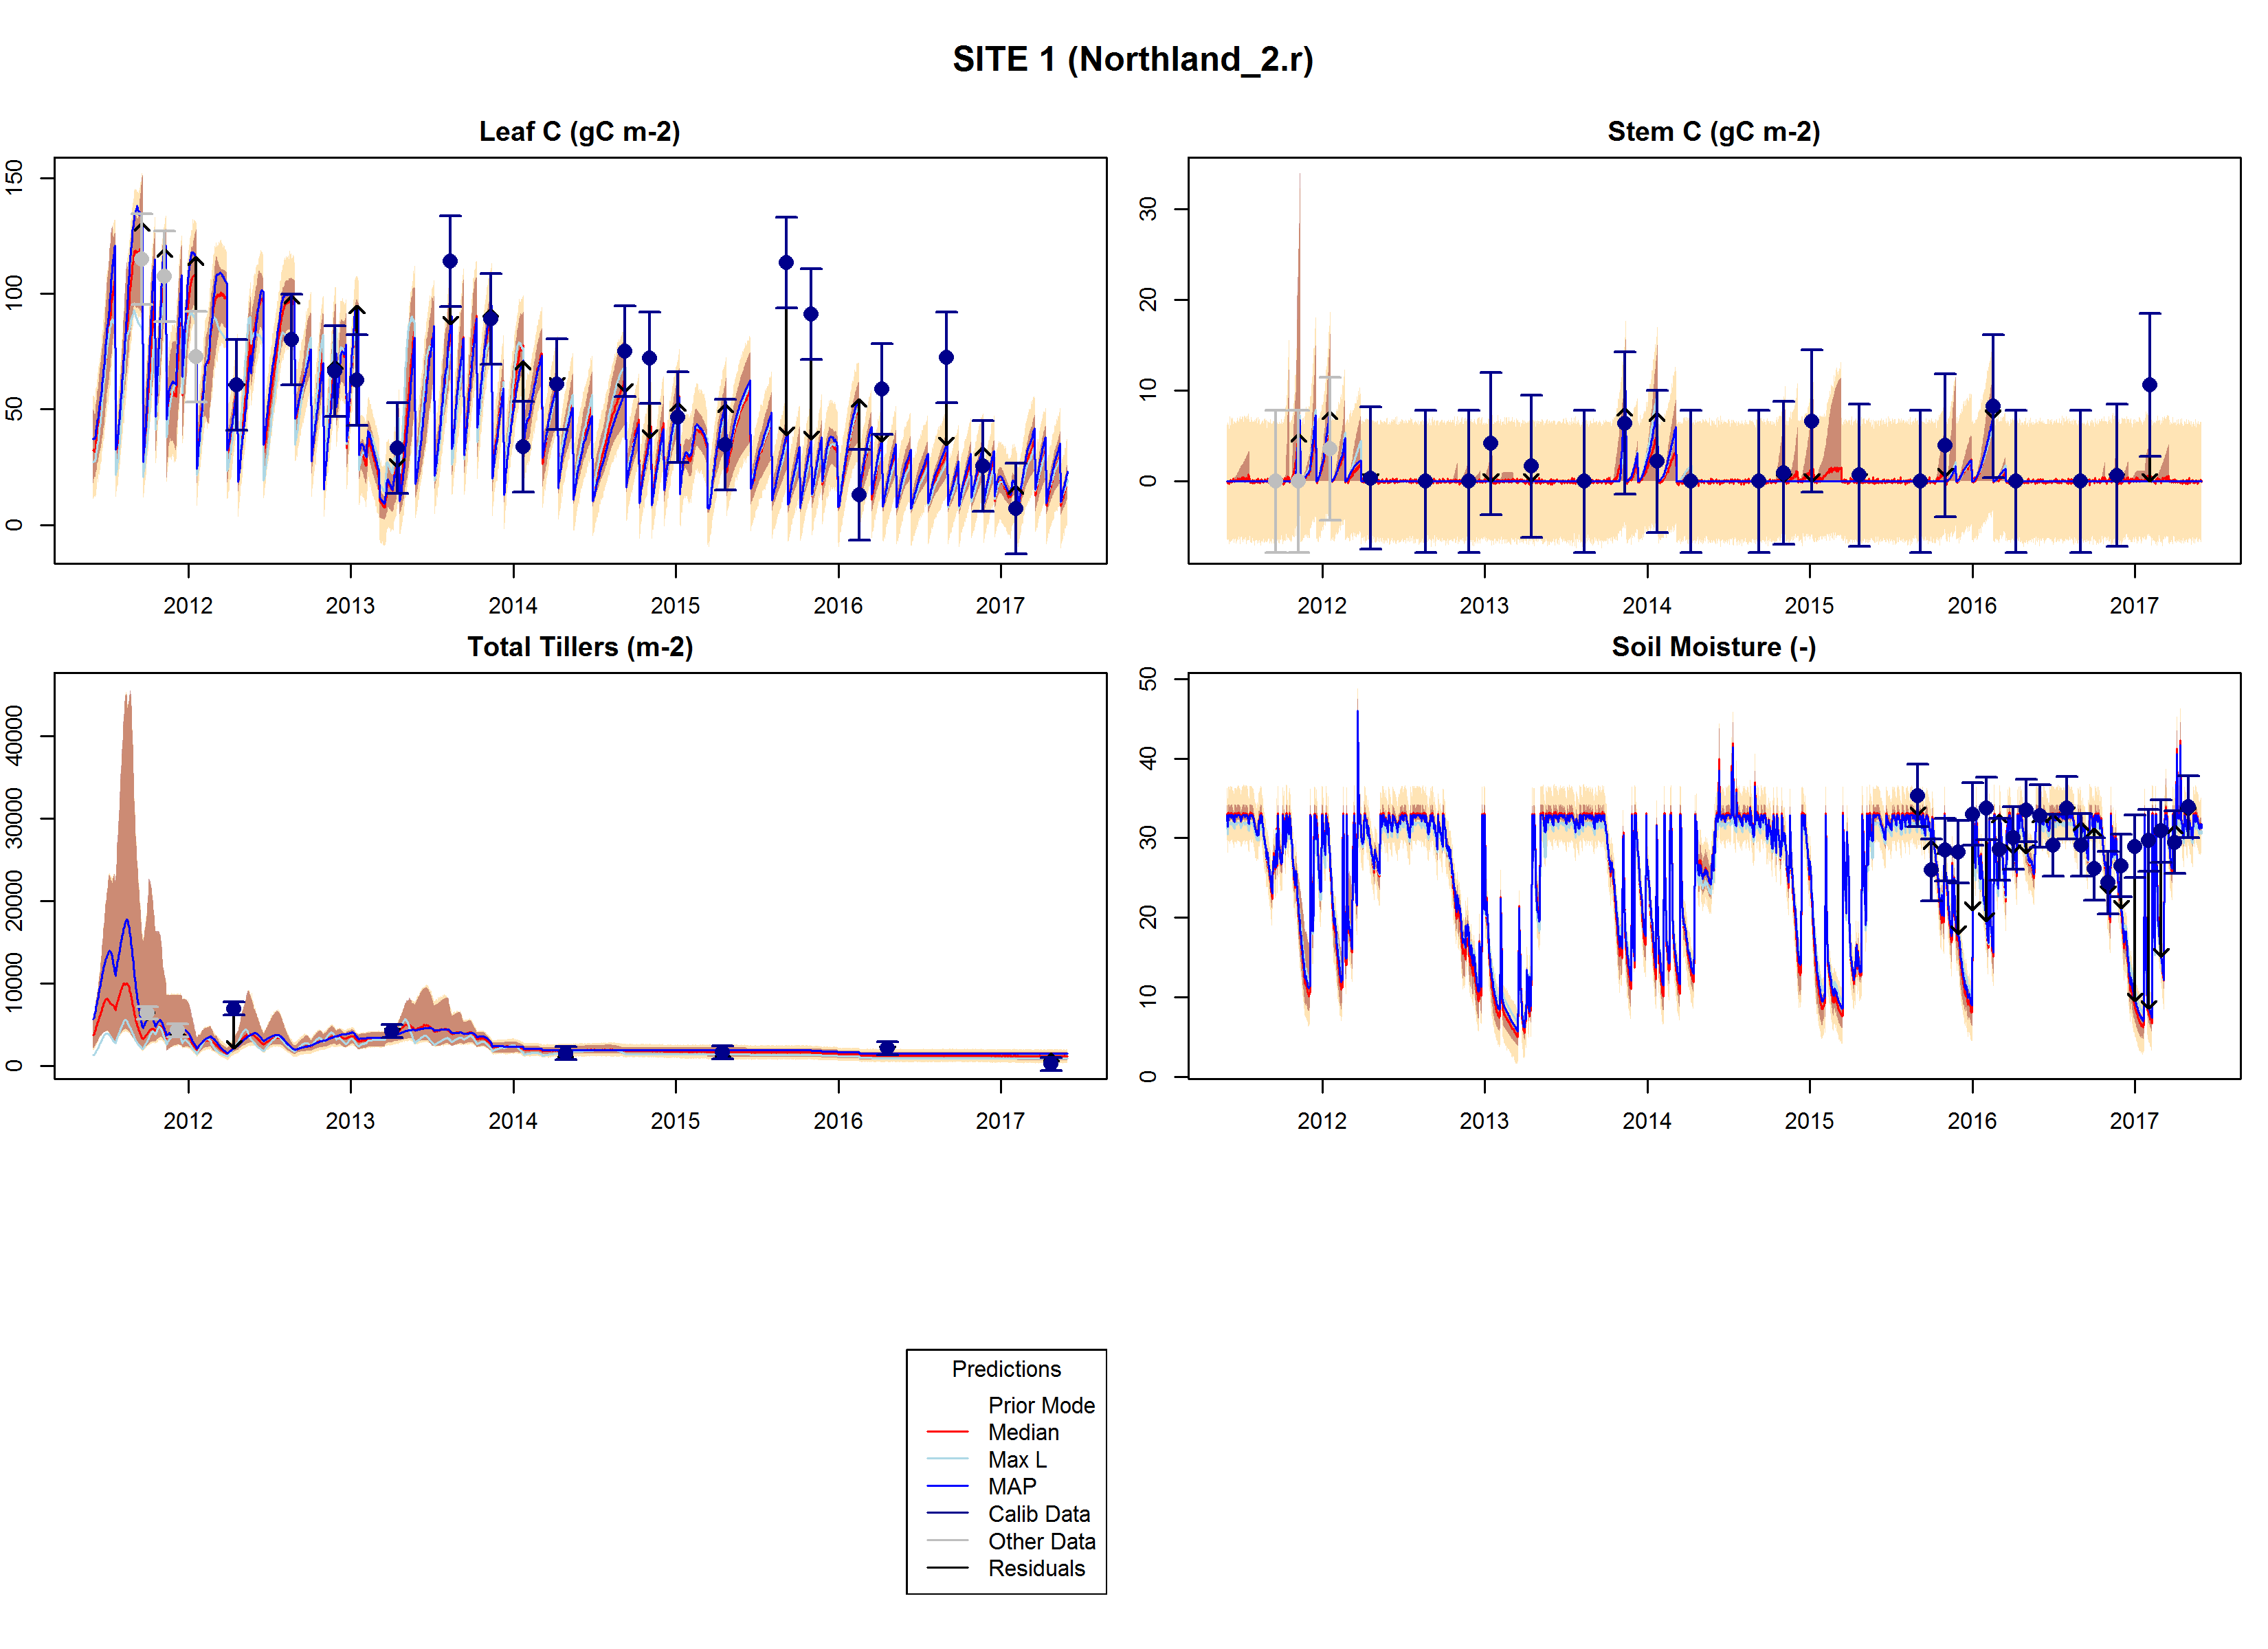 SITE 1 (Northland_2.r)
Leaf C (gC m-2)
150
100
50
0
2012 2013 2014 2015 2016 2017
Stem C (gC m-2)
30
20
10
0
2012 2013 2014 2015 2016 2017
Total Tillers (m-2)
40000
30000
20000
10000
0
2012 2013 2014 2015 2016 2017
Soil Moisture (-)
50
40
30
20
10
0
2012 2013 2014 2015 2016 2017
Predictions
Prior Mode
Median
Max L
MAP
Calib Data
Other Data
Residuals